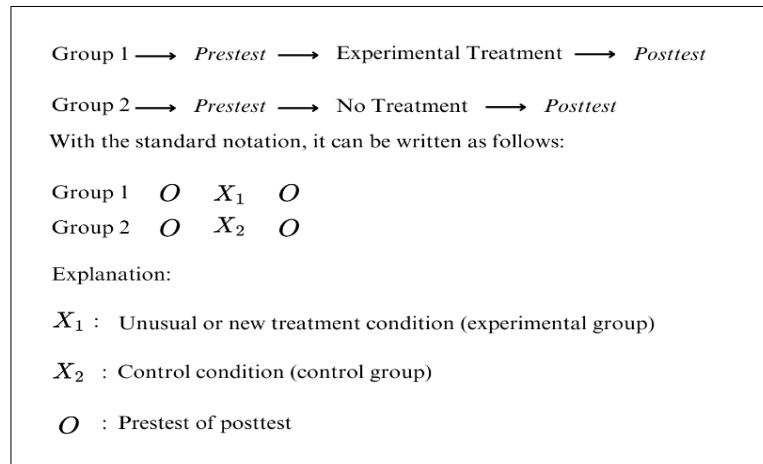 Group 1 ⟶ Prestest ⟶ Experimental Treatment ⟶ Posttest
Group 2 ⟶ Prestest ⟶ No Treatment ⟶ Posttest
With the standard notation, it can be written as follows:
Group 1 O X₁ O
Group 2 O X₂ O
Explanation:
X₁ : Unusual or new treatment condition (experimental group)
X₂ : Control condition (control group)
O : Prestest of posttest